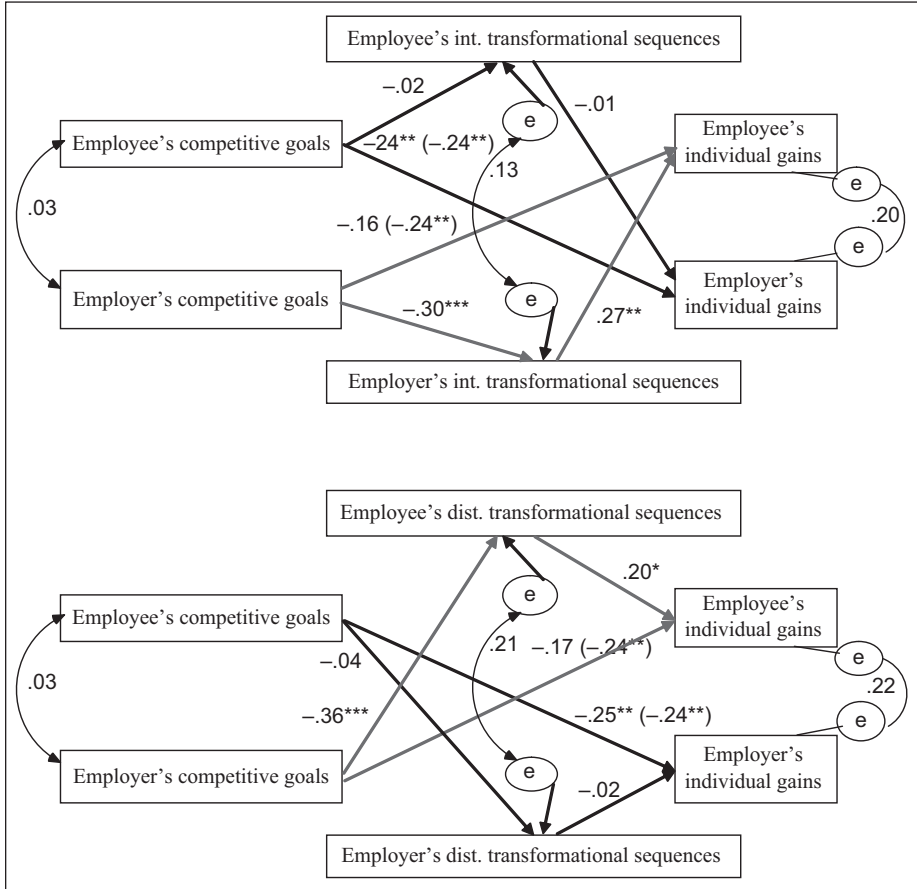 Employee's int. transformational sequences
–.02
–.01
e
Employee's competitive goals
–24** (–.24**)
Employee's
individual gains
.13
e
.03
–.16 (–.24**)
.20
e
Employer's competitive goals
e
Employer's
individual gains
–.30***
.27**
Employer's int. transformational sequences
Employee's dist. transformational sequences
.20*
e
Employee's competitive goals
Employee's
individual gains
–.04
.21
–.17 (–.24**)
e
.03
.22
–.36***
–.25** (–.24**)
e
Employer's competitive goals
e
Employer's
individual gains
–.02
Employer's dist. transformational sequences